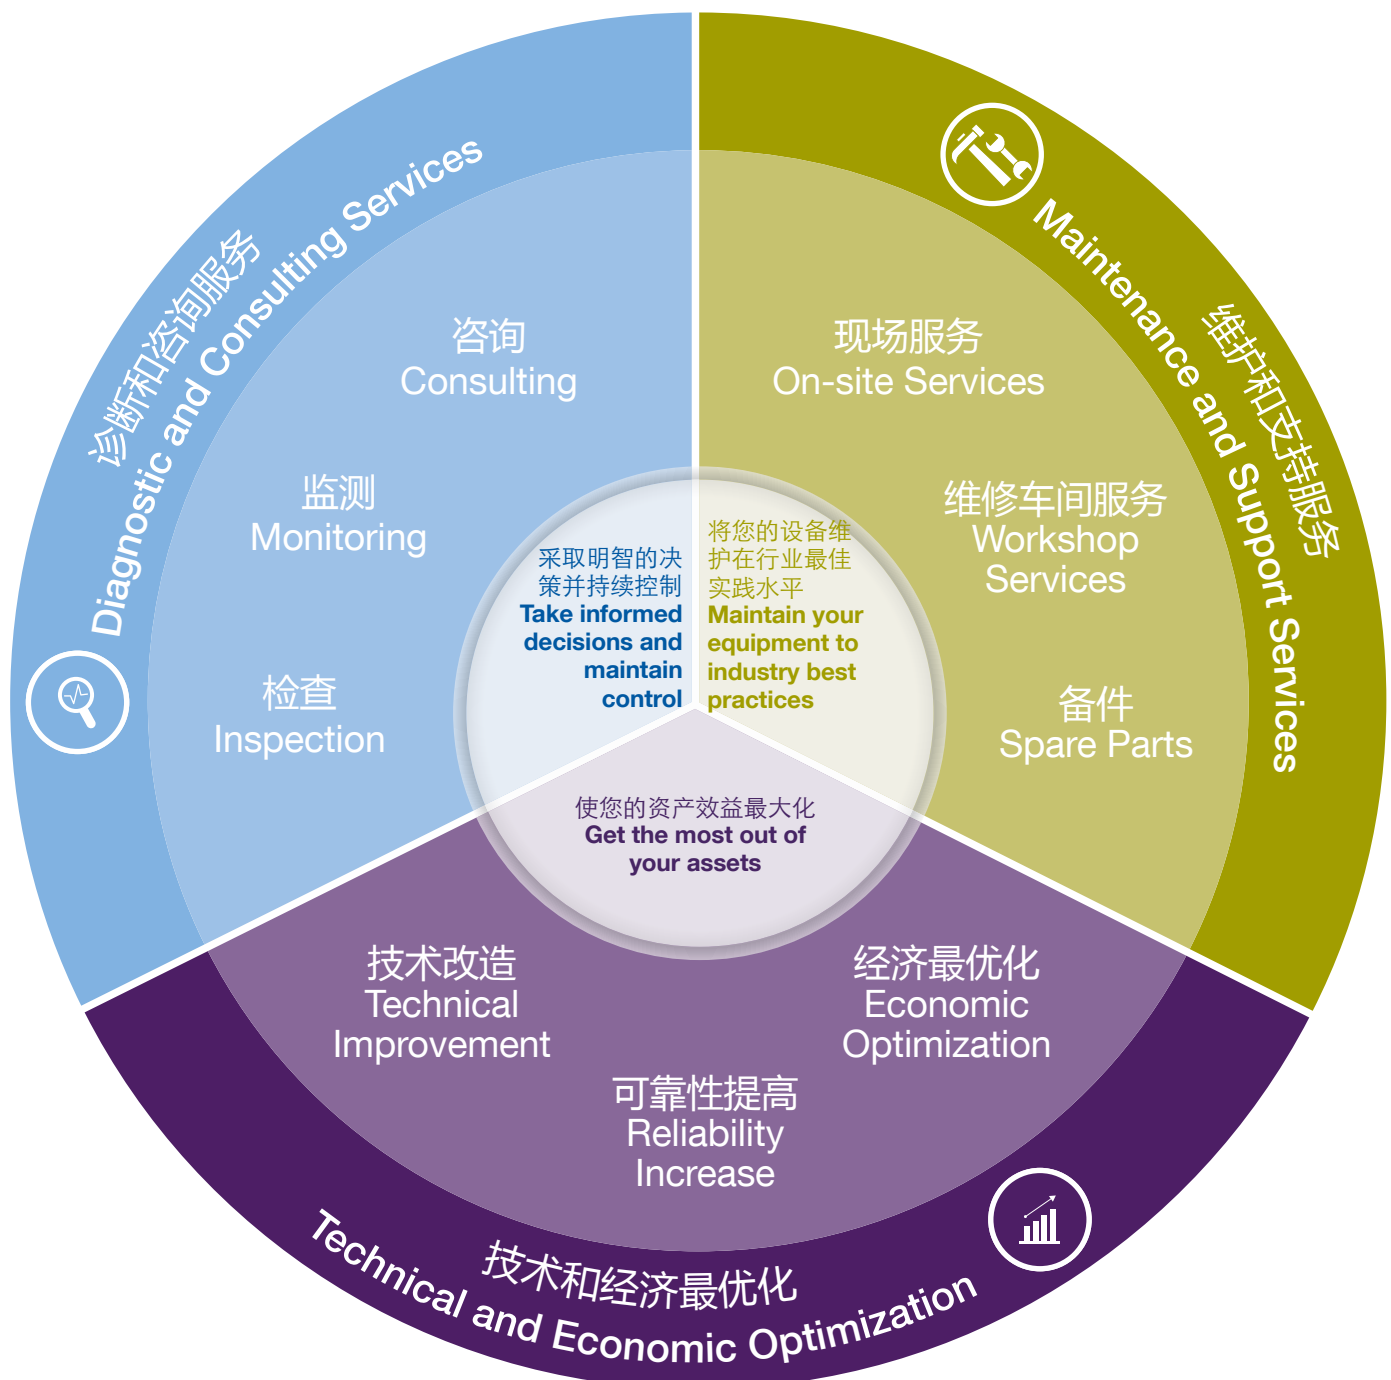 诊断和咨询服务
Diagnostic and Consulting Services
咨询
Consulting
监测
Monitoring
检查
Inspection
采取明智的决
策并持续控制
Take informed
decisions and
maintain
control
维护和支持服务
Maintenance and Support Services
现场服务
On-site Services
维修车间服务
Workshop
Services
备件
Spare Parts
将您的设备维
护在行业最佳
实践水平
Maintain your
equipment to
industry best
practices
使您的资产效益最大化
Get the most out of
your assets
技术改造
Technical
Improvement
可靠性提高
Reliability
Increase
经济最优化
Economic
Optimization
技术和经济最优化
Technical and Economic Optimization